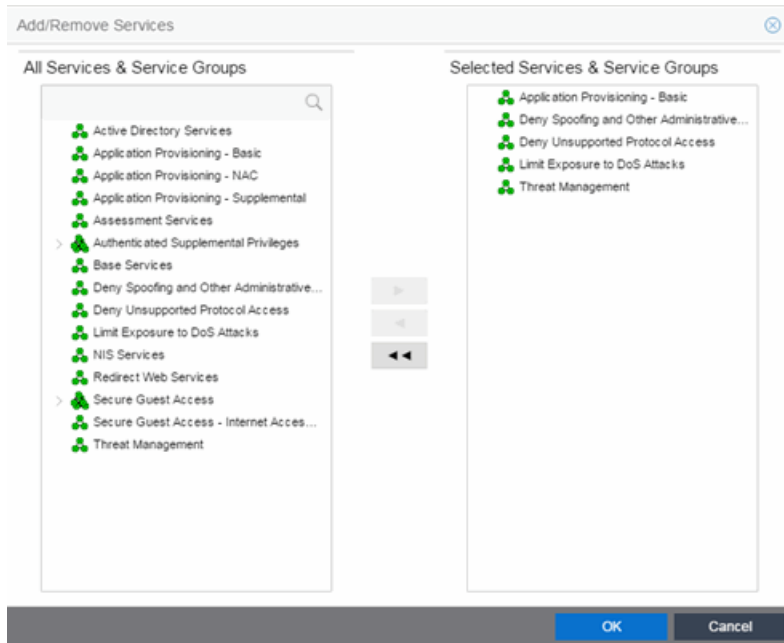 Add/Remove Services
All Services & Service Groups
Active Directory Services
Application Provisioning - Basic
Application Provisioning - NAC
Application Provisioning - Supplemental
Assessment Services
Authenticated Supplemental Privileges
Base Services
Deny Spoofing and Other Administrative...
Deny Unsupported Protocol Access
Limit Exposure to DoS Attacks
NIS Services
Redirect Web Services
Secure Guest Access
Secure Guest Access - Internet Acces...
Threat Management
Selected Services & Service Groups
Application Provisioning - Basic
Deny Spoofing and Other Administrative...
Deny Unsupported Protocol Access
Limit Exposure to DoS Attacks
Threat Management
OK
Cancel